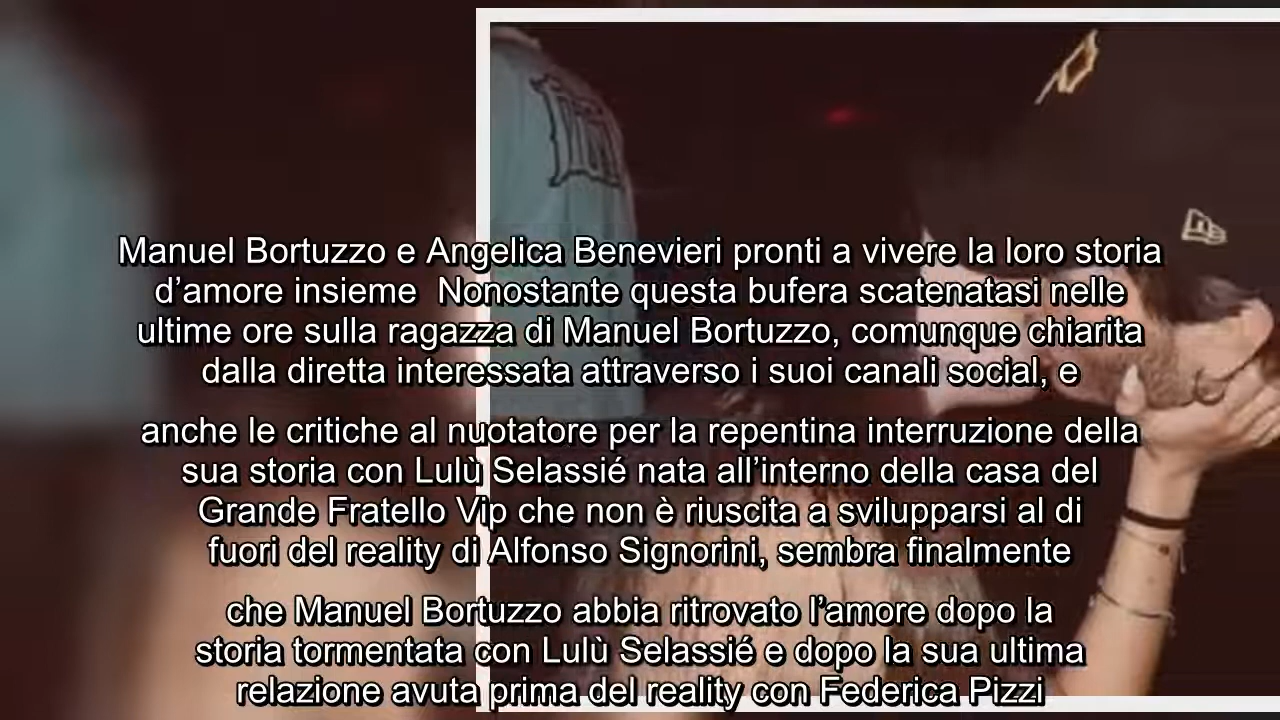 Manuel Bortuzzo e Angelica Benevieri pronti a vivere la loro storia
d’amore insieme  Nonostante questa bufera scatenatasi nelle
ultime ore sulla ragazza di Manuel Bortuzzo, comunque chiarita
dalla diretta interessata attraverso i suoi canali social, e
anche le critiche al nuotatore per la repentina interruzione della
sua storia con Lulù Selassié nata all’interno della casa del
Grande Fratello Vip che non è riuscita a svilupparsi al di
fuori del reality di Alfonso Signorini, sembra finalmente
che Manuel Bortuzzo abbia ritrovato l’amore dopo la
storia tormentata con Lulù Selassié e dopo la sua ultima
relazione avuta prima del reality con Federica Pizzi